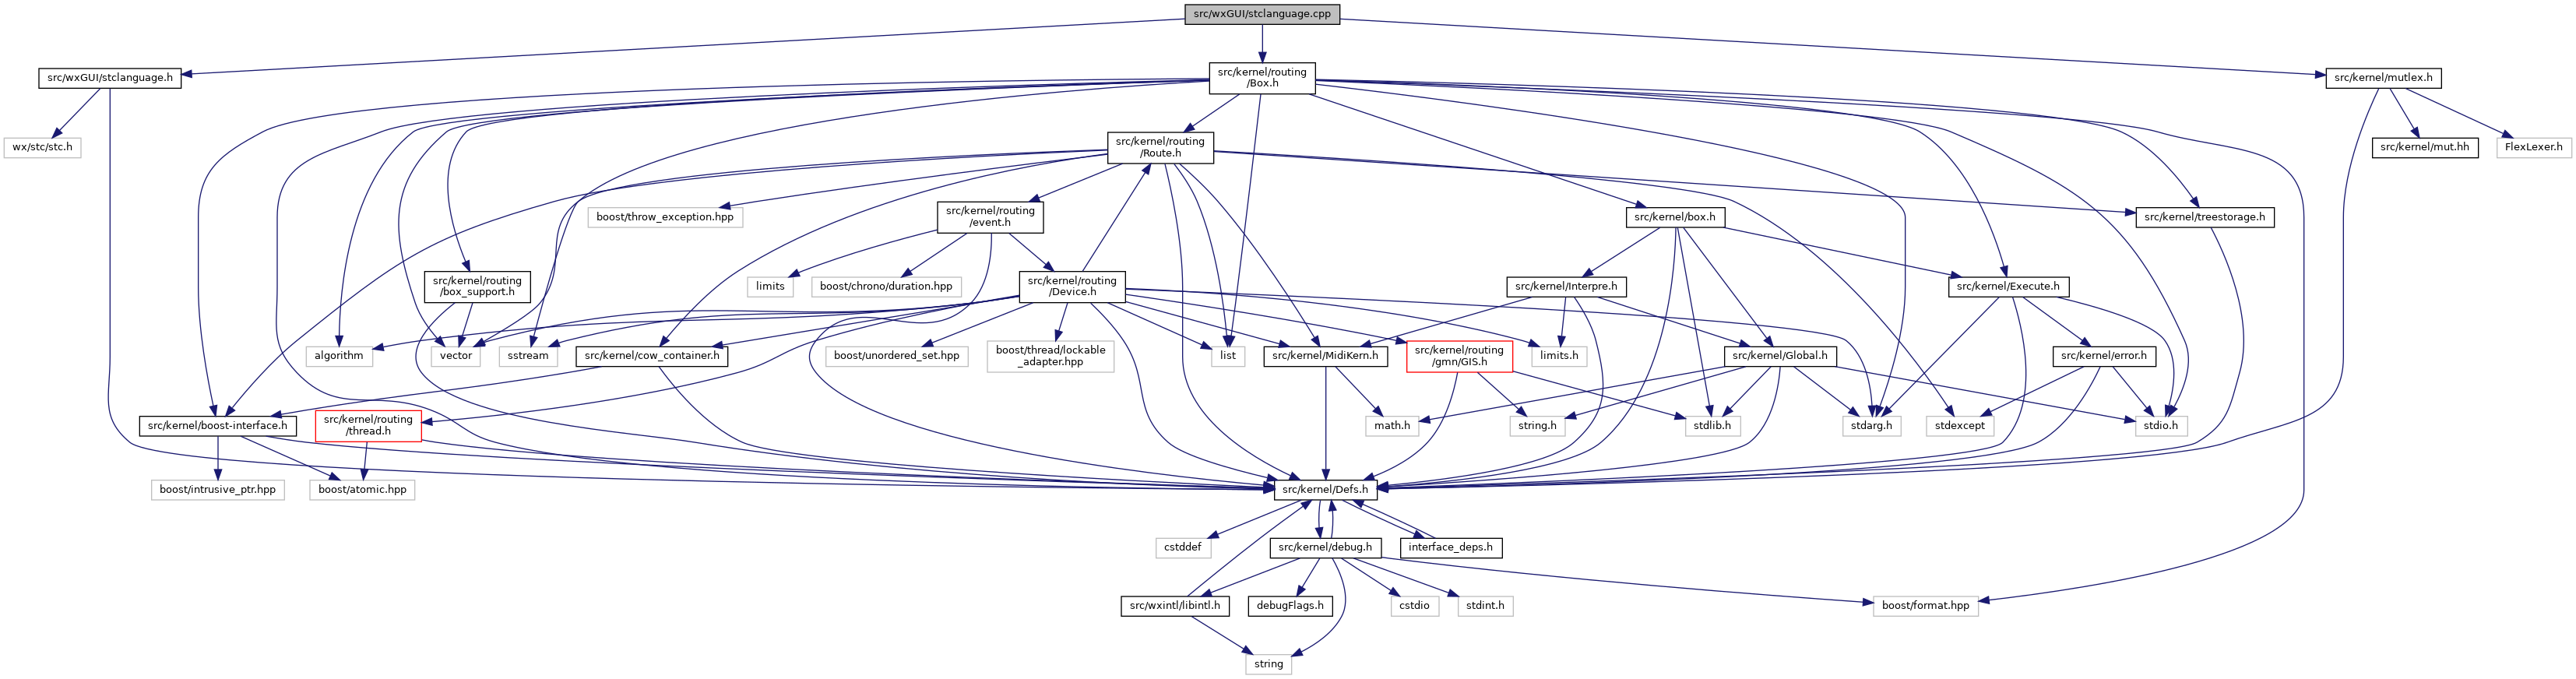 src/wxGUI/stclanguage.cpp
src/wxGUI/stclanguage.h
src/kernel/routing
/Box.h
src/kernel/mutlex.h
wx/stc/stc.h
src/kernel/routing
/Route.h
src/kernel/mut.hh
FlexLexer.h
boost/throw_exception.hpp
src/kernel/routing
/event.h
src/kernel/box.h
src/kernel/treestorage.h
src/kernel/routing
/box_support.h
limits
boost/chrono/duration.hpp
src/kernel/routing
/Device.h
src/kernel/Interpre.h
src/kernel/Execute.h
algorithm
vector
sstream
src/kernel/cow_container.h
boost/unordered_set.hpp
boost/thread/lockable
_adapter.hpp
list
src/kernel/MidiKern.h
src/kernel/routing
/gmn/GIS.h
limits.h
src/kernel/Global.h
src/kernel/error.h
src/kernel/boost-interface.h
src/kernel/routing
/thread.h
math.h
string.h
stdlib.h
stdarg.h
stdexcept
stdio.h
boost/intrusive_ptr.hpp
boost/atomic.hpp
src/kernel/Defs.h
cstddef
src/kernel/debug.h
interface_deps.h
src/wxintl/libintl.h
debugFlags.h
cstdio
stdint.h
boost/format.hpp
string